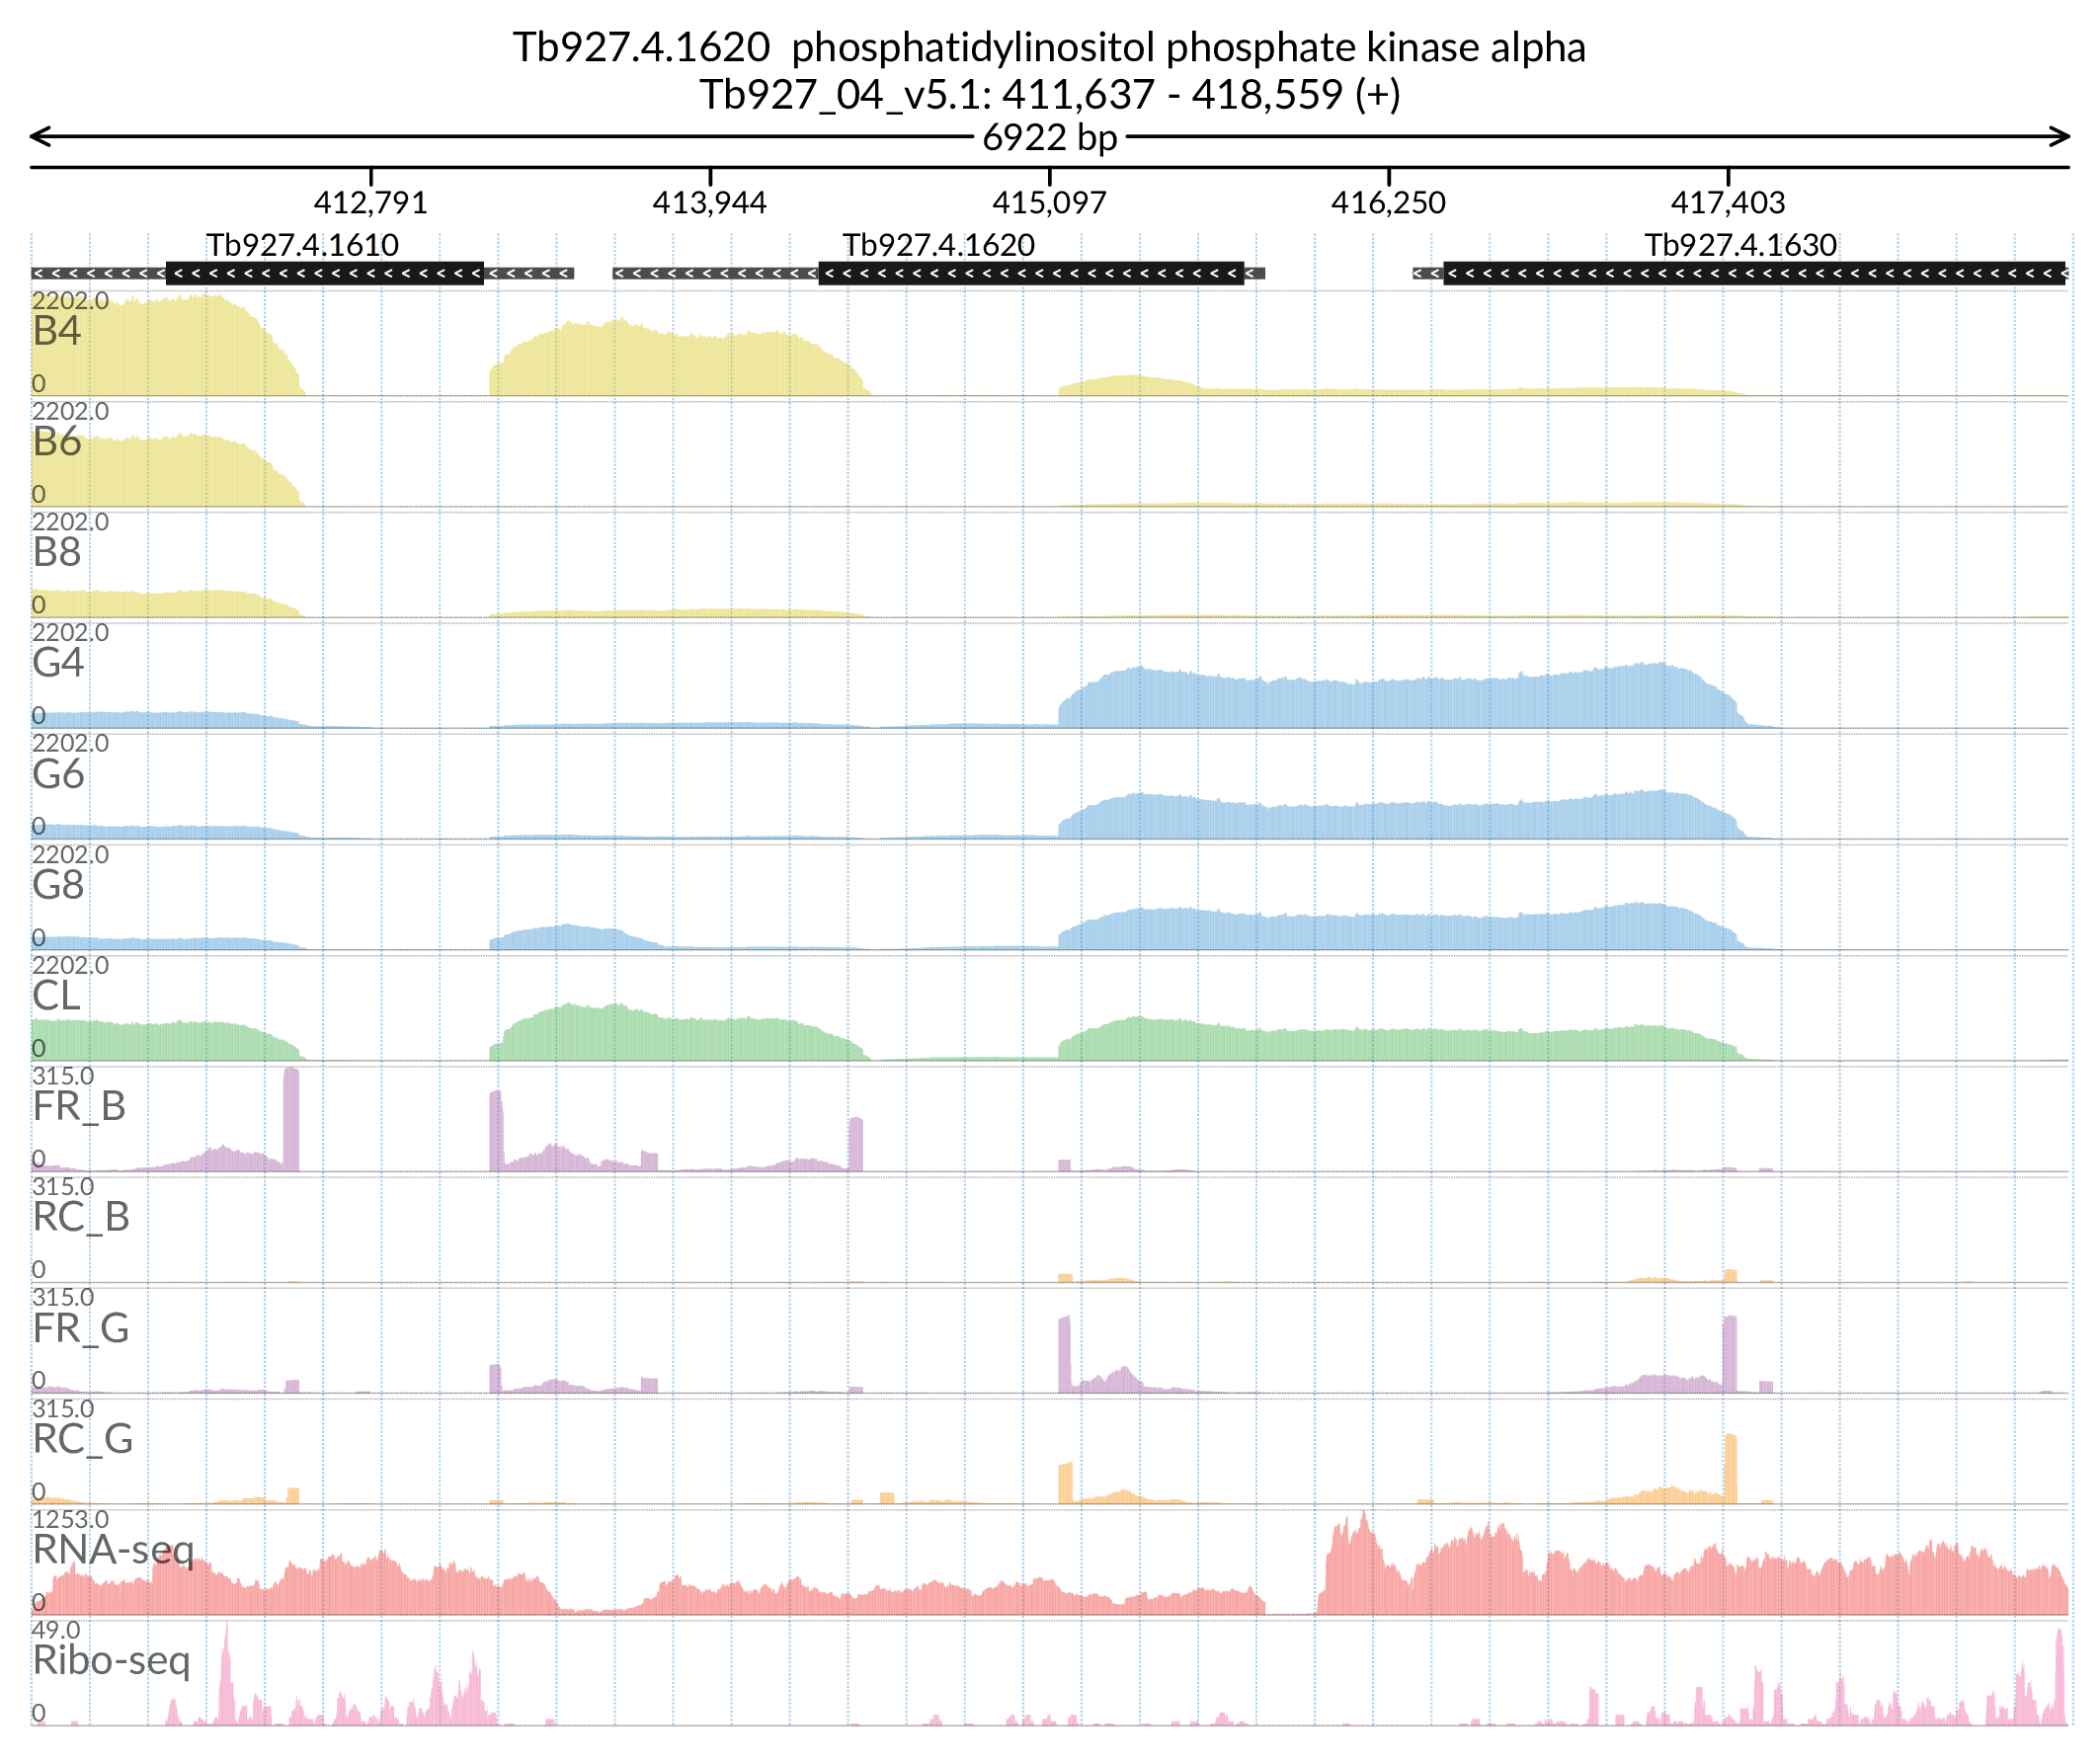 Tb927.4.1620  phosphatidylinositol phosphate kinase alpha
Tb927_04_v5.1: 411,637 - 418,559 (+)
6922 bp
412,791 413,944 415,097 416,250 417,403
Tb927.4.1610 Tb927.4.1620 Tb927.4.1630
2202.0
B4
0
2202.0
B6
0
2202.0
B8
0
2202.0
G4
0
2202.0
G6
0
2202.0
G8
0
2202.0
CL
0
315.0
FR_B
0
315.0
RC_B
0
315.0
FR_G
0
315.0
RC_G
0
1253.0
RNA-seq
0
49.0
Ribo-seq
0